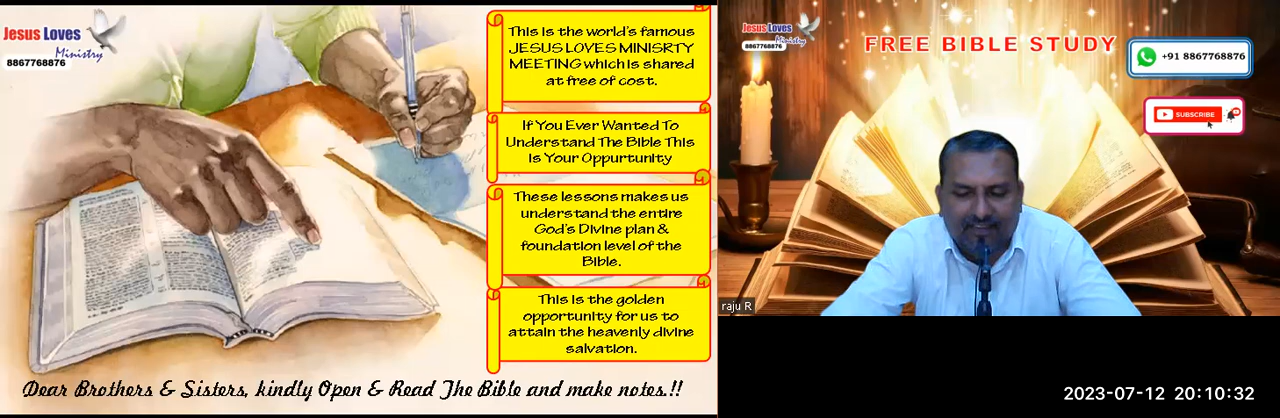 Jesus Loves
Ministry
8867768876
This is the world's famous
JESUS LOVES MINISRTY
MEETING which is shared
at free of cost.
If You Ever Wanted To
Understand The Bible This
Is Your Oppurtunity
These lessons makes us
understand the entire
God's Divine plan &
foundation level of the
Bible.
This is the golden
opportunity for us to
attain the heavenly divine
salvation.
Dear Brothers & Sisters, kindly Open & Read The Bible and make notes.!!
Jesus Loves
Ministry
8867768876
FREE BIBLE STUDY
+91 8867768876
SUBSCRIBE
raju R
2023-07-12 20:10:32